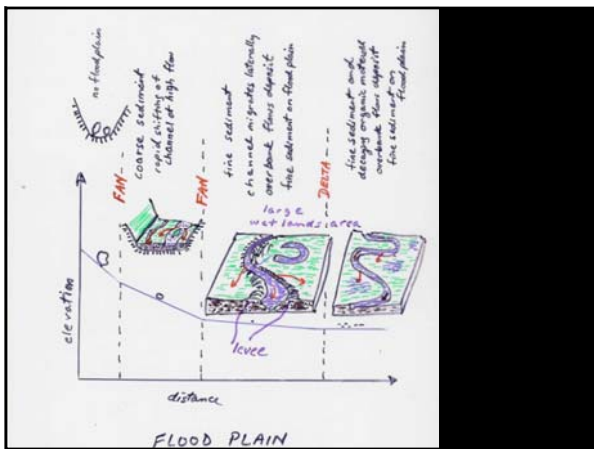 no floodplain
FAN
coarse sediment
rapid shifting of
channel at high flow
FAN
fine sediment
channel migrates laterally
overbank flows deposit
fine sediment on flood plain
DELTA
fine sediment and
decaying organic material
overbank flows deposit
fine sediment on
flood plain
large
wetlands area
levee
elevation
distance
FLOOD PLAIN